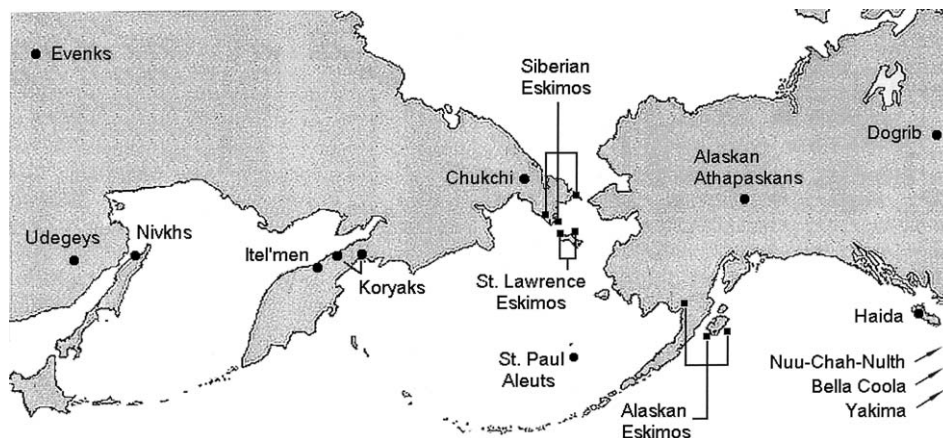 Evenks
Siberian
Eskimos
Dogrib
Chukchi
Alaskan
Athapaskans
Udegeys
Nivkhs
Itel'men
Koryaks
St. Lawrence
Eskimos
Haida
St. Paul
Aleuts
Nuu-Chah-Nulth
Bella Coola
Yakima
Alaskan
Eskimos